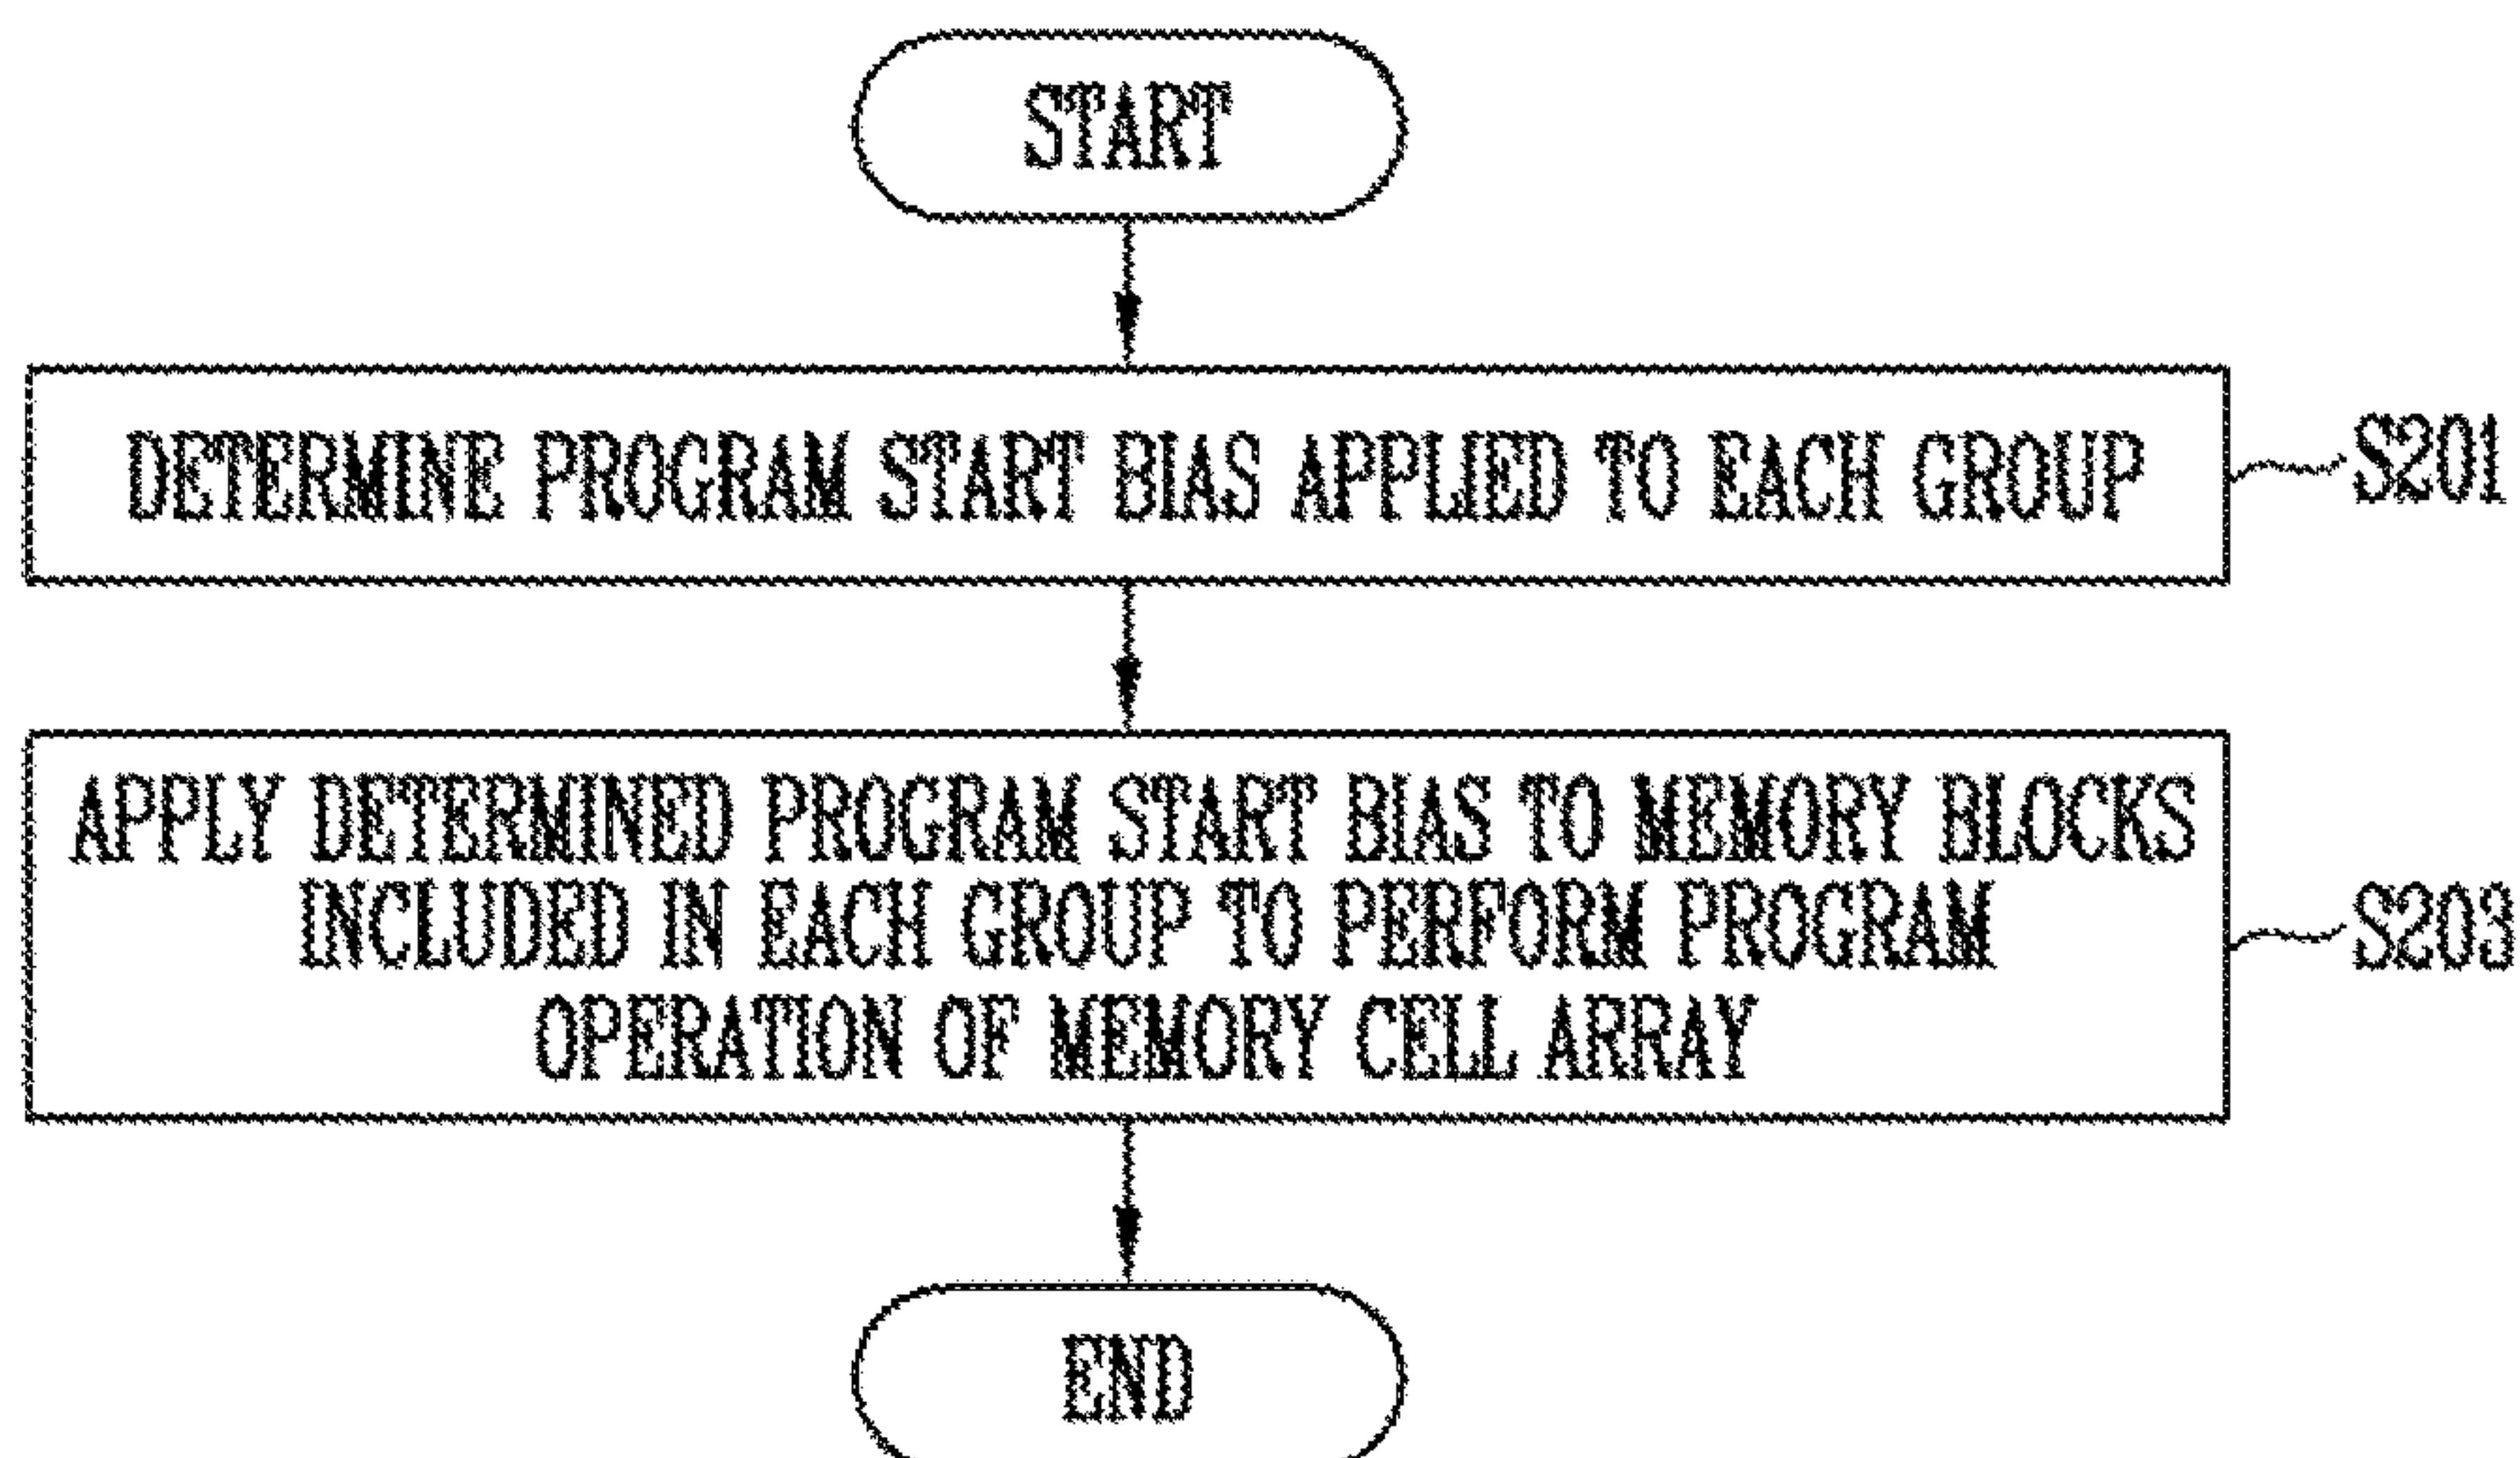 START
DETERMINE PROGRAM START BIAS APPLIED TO EACH GROUP
S201
APPLY DETERMINED PROGRAM START BIAS TO MEMORY BLOCKS
INCLUDED IN EACH GROUP TO PERFORM PROGRAM
OPERATION OF MEMORY CELL ARRAY
S203
END